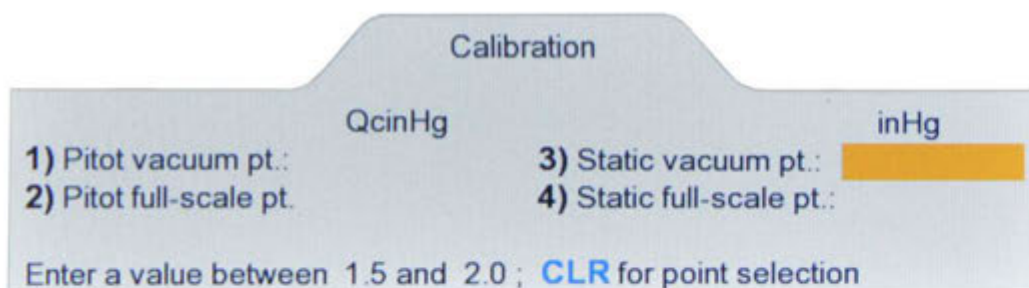 Calibration
QcinHg inHg
1) Pitot vacuum pt.: 3) Static vacuum pt.:
2) Pitot full-scale pt. 4) Static full-scale pt.:
Enter a value between 1.5 and 2.0 ; CLR for point selection